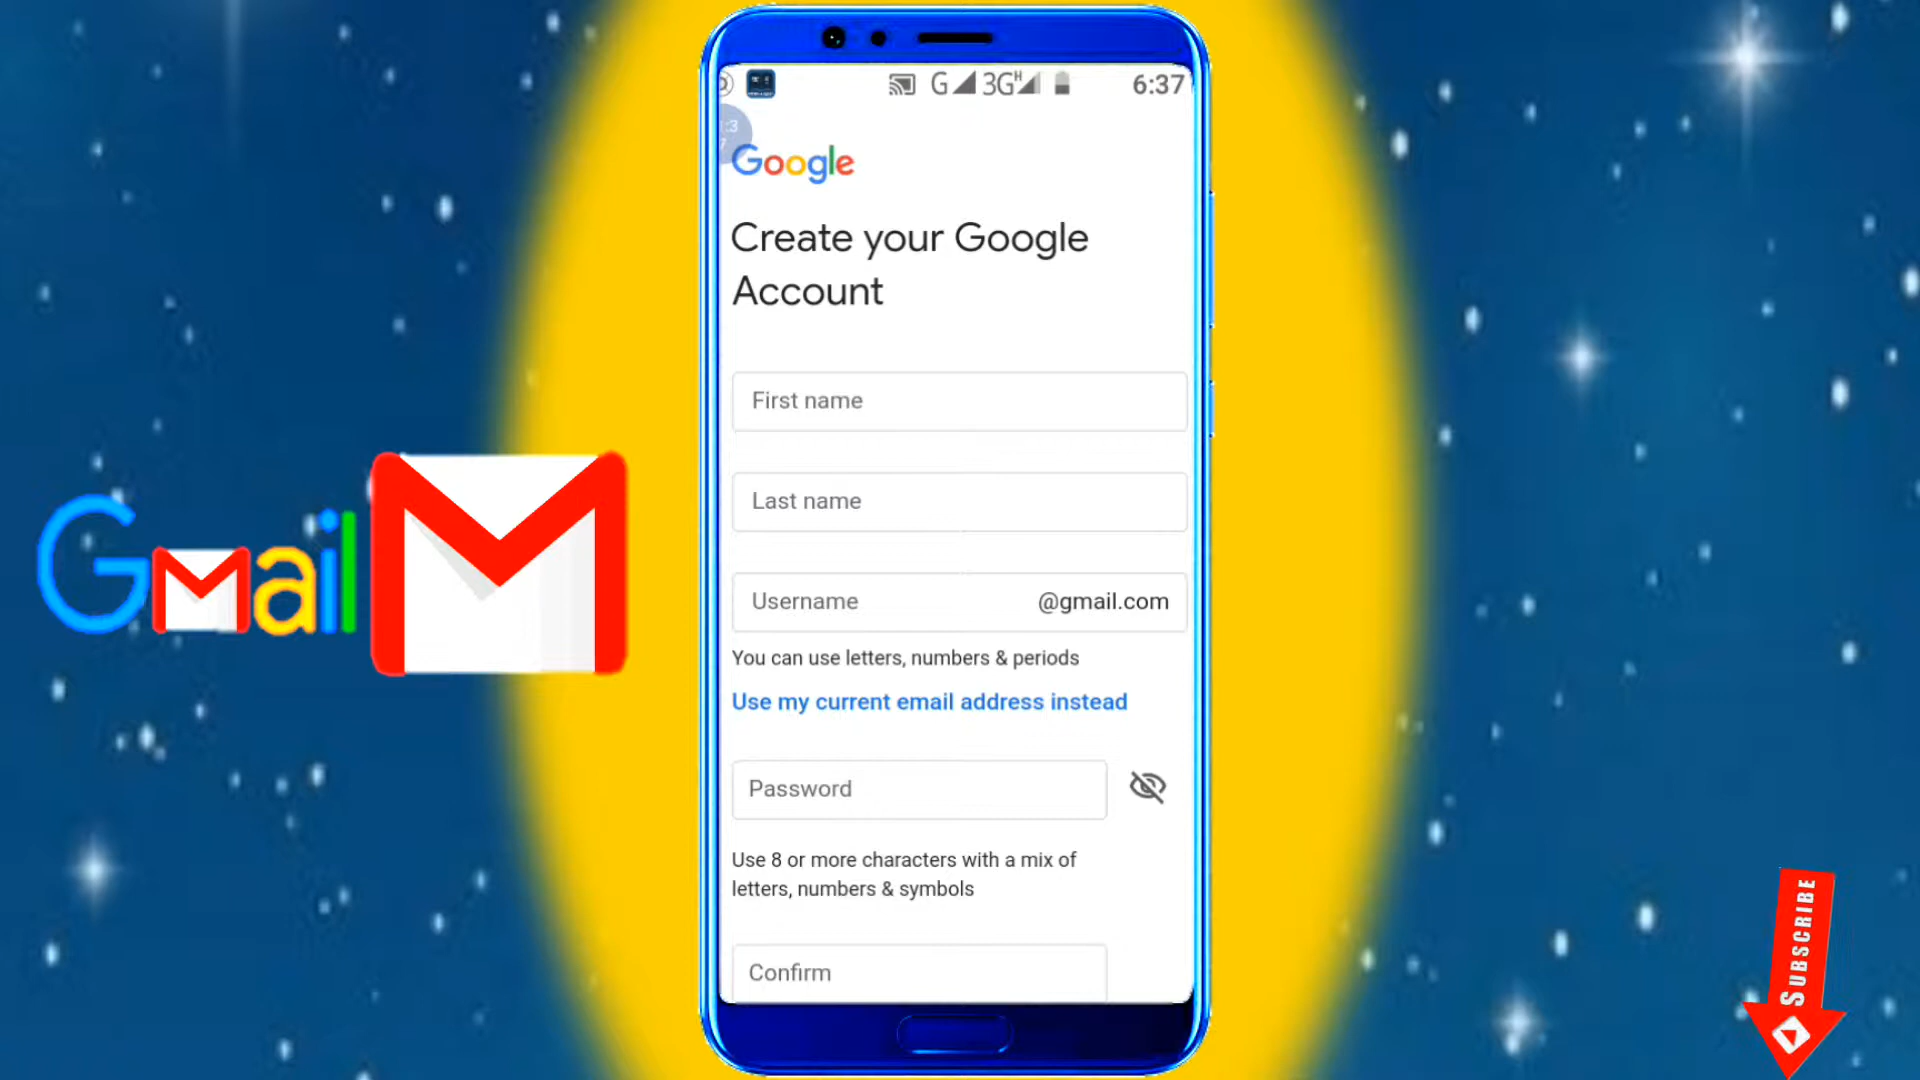 G 3G H 6:37
Google
Create your Google
Account
First name
Last name
Username @gmail.com
You can use letters, numbers & periods
Use my current email address instead
Password
Use 8 or more characters with a mix of
letters, numbers & symbols
Confirm
Gmail
SUBSCRIBE